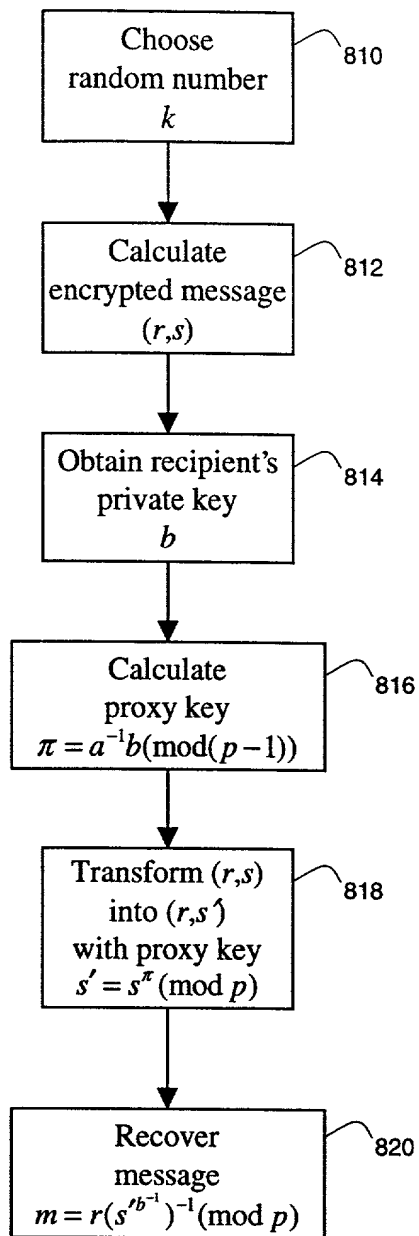 Choose
random number
k
810
Calculate
encrypted message
(r,s)
812
Obtain recipient's
private key
b
814
Calculate
proxy key
π = a⁻¹b(mod(p−1))
816
Transform (r,s)
into (r,s′)
with proxy key
s′ = s^π (mod p)
818
Recover
message
m = r(s′^{b⁻¹})⁻¹(mod p)
820